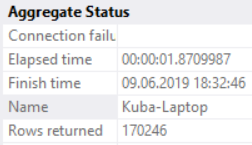 Aggregate Status
Connection failu
Elapsed time 00:00:01.8709987
Finish time 09.06.2019 18:32:46
Name Kuba-Laptop
Rows returned 170246